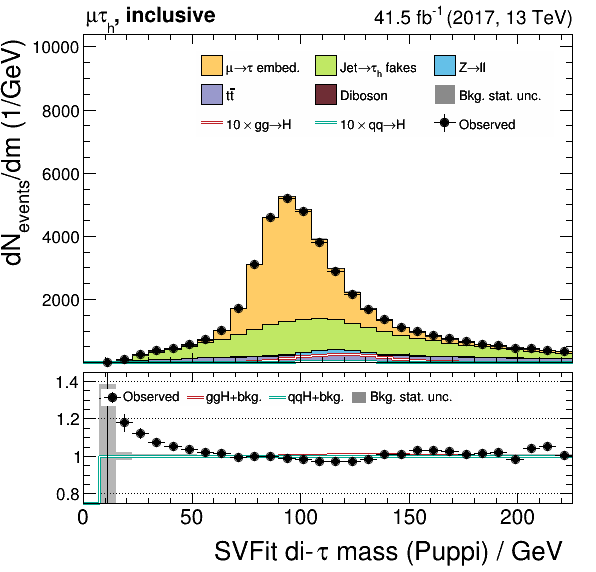 μτh, inclusive
41.5 fb-1 (2017, 13 TeV)
dNevents/dm (1/GeV)
10000
8000
6000
4000
2000
μ→τ embed.
Jet→τh fakes
Z→ll
tt̄
Diboson
Bkg. stat. unc.
10 × gg→H
10 × qq→H
Observed
1.4
1.2
1
0.8
Observed
ggH+bkg.
qqH+bkg.
Bkg. stat. unc.
0
50
100
150
200
SVFit di-τ mass (Puppi) / GeV